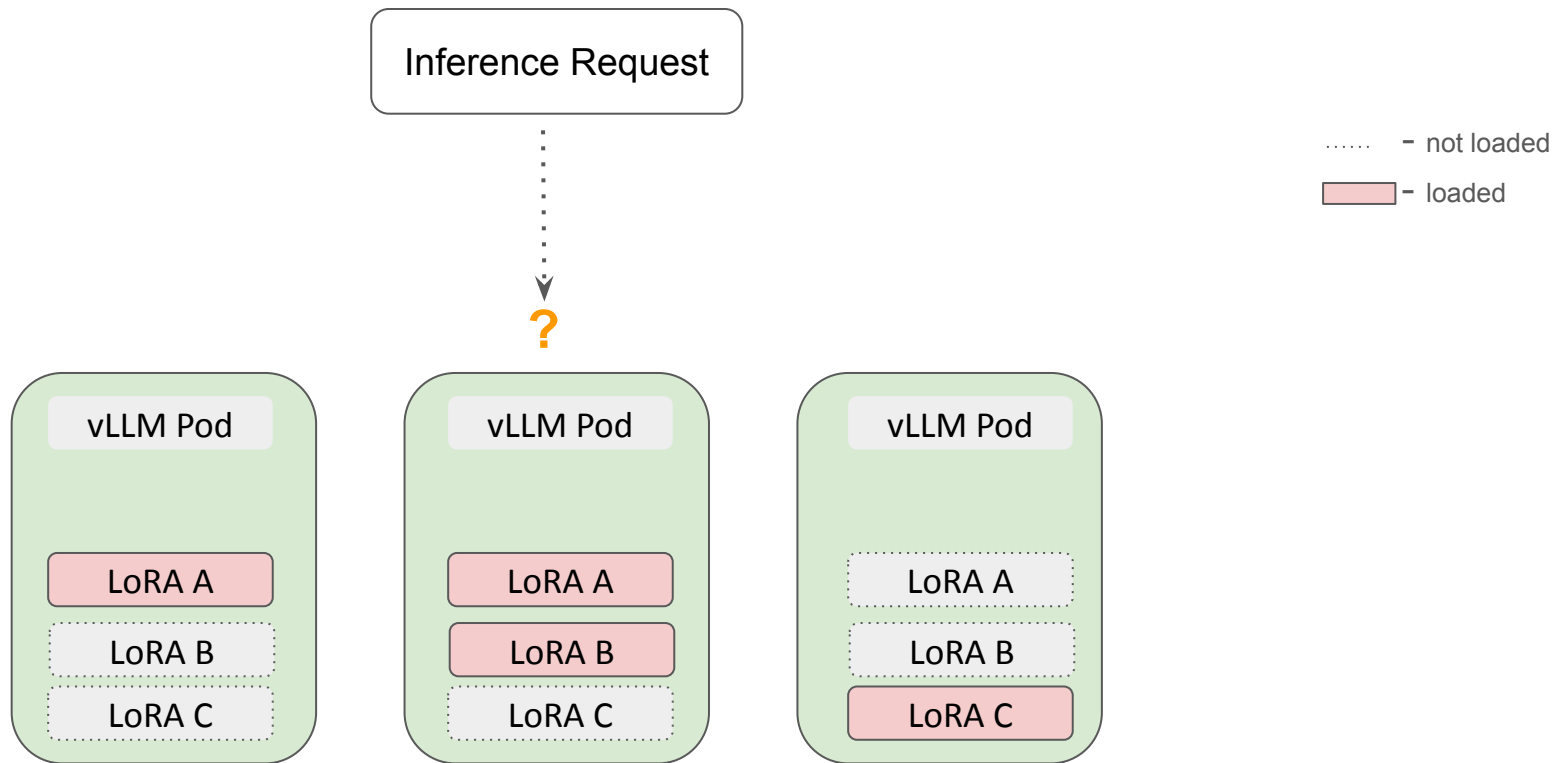 Inference Request
- not loaded
- loaded
?
vLLM Pod
LoRA A
LoRA B
LoRA C
vLLM Pod
LoRA A
LoRA B
LoRA C
vLLM Pod
LoRA A
LoRA B
LoRA C